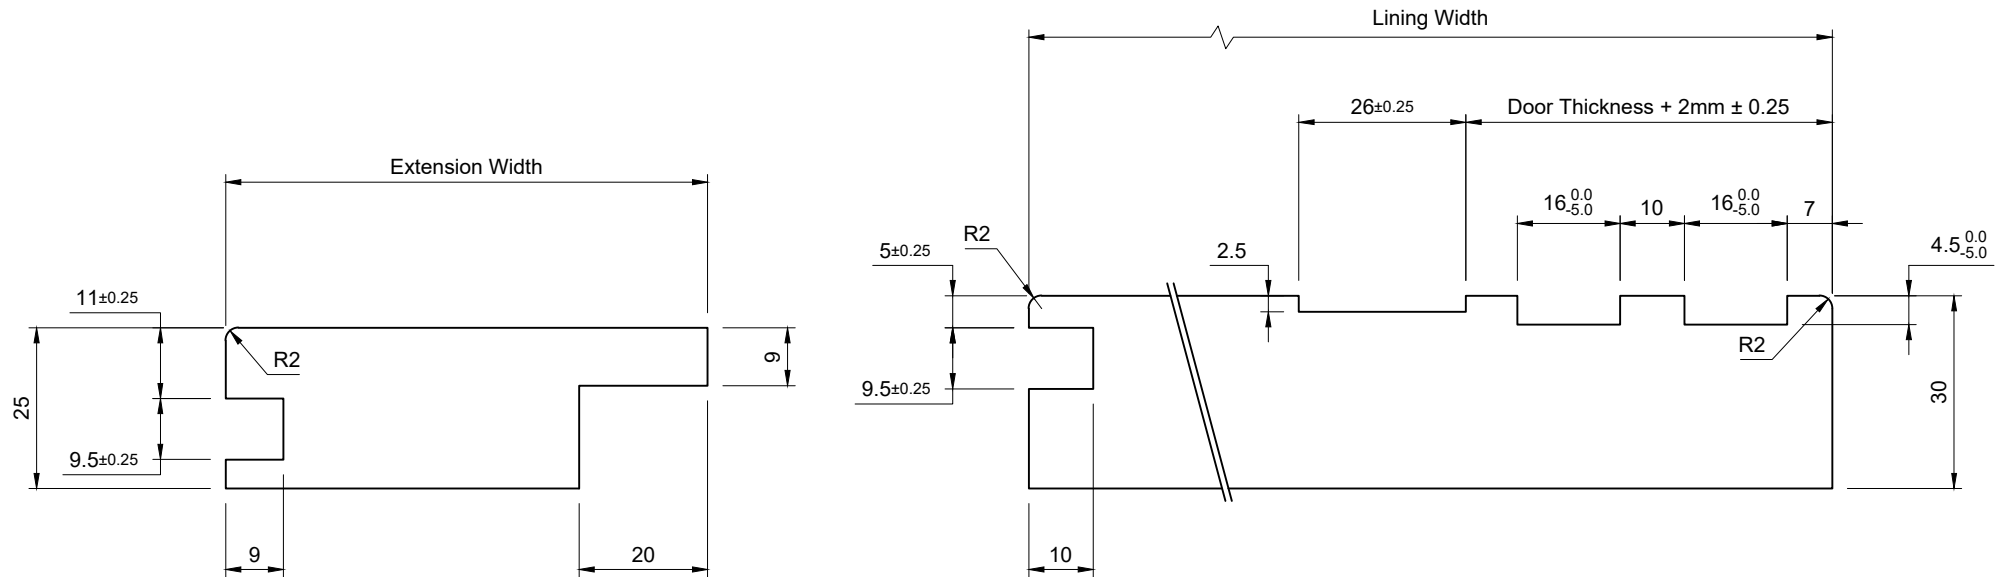 Lining Width
26±0.25
Door Thickness + 2mm ± 0.25
Extension Width
16 0.0 -5.0
10
16 0.0 -5.0
7
R2
5±0.25
2.5
4.5 0.0 -5.0
11±0.25
R2
R2
9
25
9.5±0.25
30
9.5±0.25
9
20
10